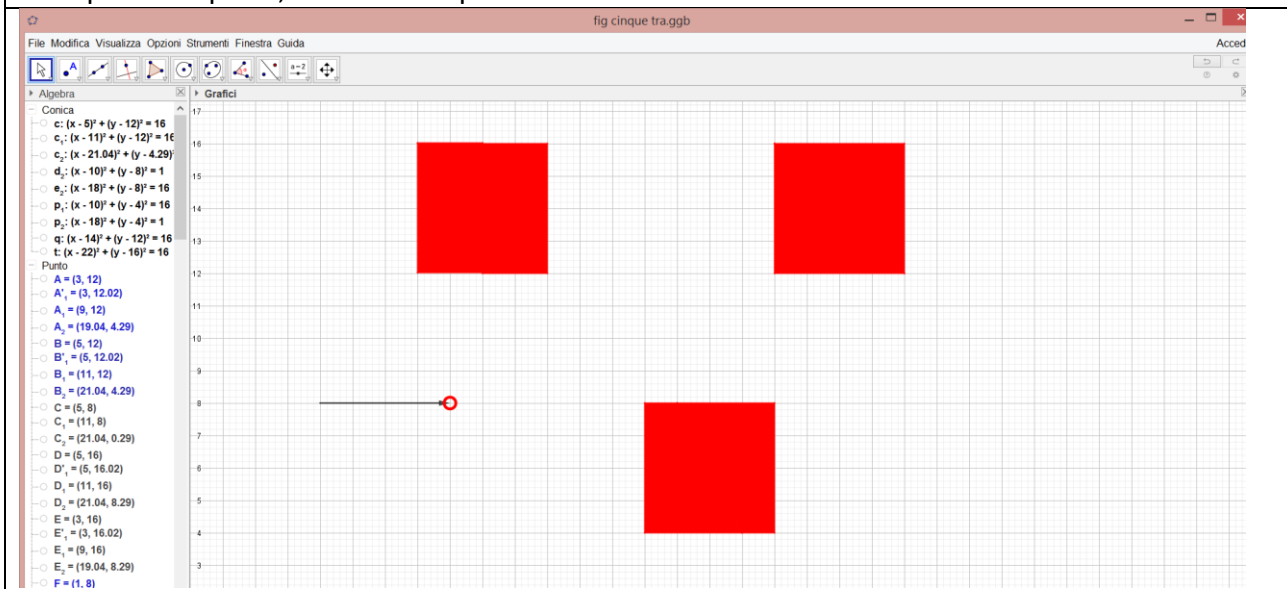 fig cinque tra.ggb
File Modifica Visualizza Opzioni Strumenti Finestra Guida
Acced
A
a=2
Algebra
Grafici
Conica
c: (x - 5)² + (y - 12)² = 16
c₁: (x - 11)² + (y - 12)² = 16
c₂: (x - 21.04)² + (y - 4.29)²
d₂: (x - 10)² + (y - 8)² = 1
e₂: (x - 18)² + (y - 8)² = 16
p₁: (x - 10)² + (y - 4)² = 16
p₂: (x - 18)² + (y - 4)² = 1
q: (x - 14)² + (y - 12)² = 16
t: (x - 22)² + (y - 16)² = 16
Punto
A = (3, 12)
A'₁ = (3, 12.02)
A₁ = (9, 12)
A₂ = (19.04, 4.29)
B = (5, 12)
B'₁ = (5, 12.02)
B₁ = (11, 12)
B₂ = (21.04, 4.29)
C = (5, 8)
C₁ = (11, 8)
C₂ = (21.04, 0.29)
D = (5, 16)
D'₁ = (5, 16.02)
D₁ = (11, 16)
D₂ = (21.04, 8.29)
E = (3, 16)
E'₁ = (3, 16.02)
E₁ = (9, 16)
E₂ = (19.04, 8.29)
F = (1, 8)
17
16
15
14
13
12
11
10
9
8
7
6
5
4
3